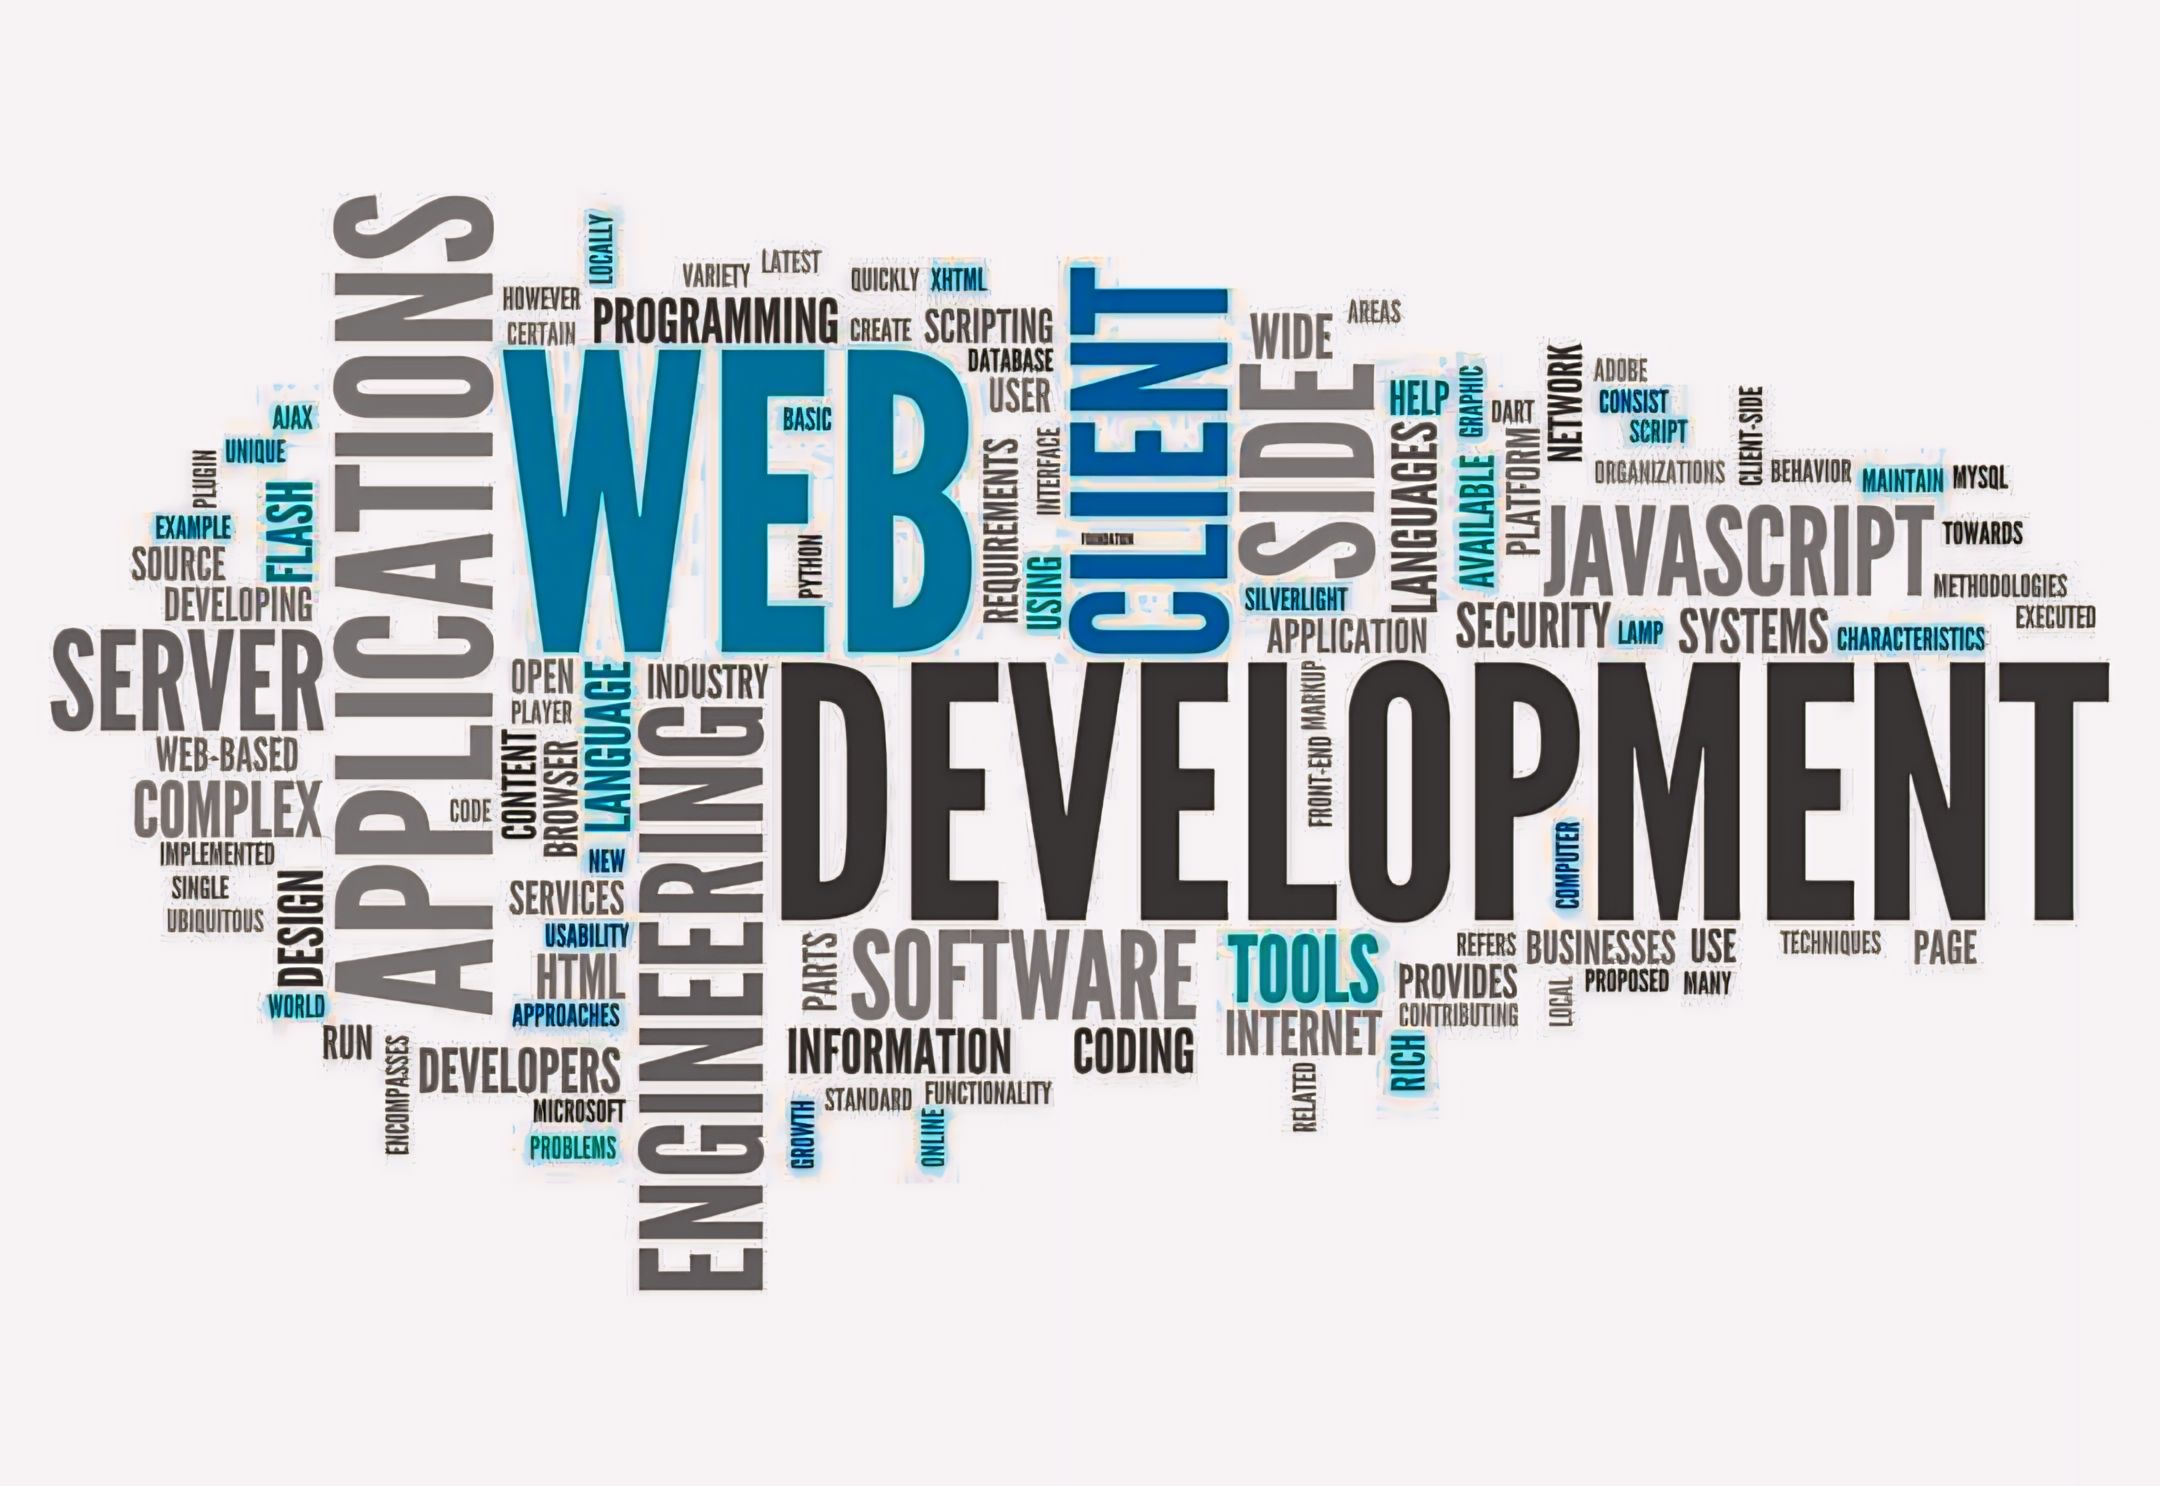 APPLICATIONS
LOCALLY
HOWEVER
VARIETY
LATEST
QUICKLY
XHTML
CERTAIN
PROGRAMMING
CREATE
SCRIPTING
DATABASE
USER
WEB
BASIC
PYTHON
REQUIREMENTS
INTERFACE
USING
CLIENT
FOUNDATION
WIDE
AREAS
SIDE
SILVERLIGHT
APPLICATION
HELP
GRAPHIC
DART
LANGUAGES
AVAILABLE
PLATFORM
NETWORK
ADOBE
CONSIST
SCRIPT
ORGANIZATIONS
CLIENT-SIDE
BEHAVIOR
MAINTAIN
MYSQL
JAVASCRIPT
TOWARDS
METHODOLOGIES
EXECUTED
SECURITY
LAMP
SYSTEMS
CHARACTERISTICS
AJAX
UNIQUE
PLUGIN
FLASH
EXAMPLE
SOURCE
DEVELOPING
SERVER
WEB-BASED
COMPLEX
IMPLEMENTED
SINGLE
UBIQUITOUS
DESIGN
WORLD
RUN
ENCOMPASSES
CODE
OPEN
PLAYER
CONTENT
BROWSER
LANGUAGE
NEW
SERVICES
USABILITY
HTML
APPROACHES
DEVELOPERS
MICROSOFT
PROBLEMS
INDUSTRY
ENGINEERING
DEVELOPMENT
MARKUP
FRONT-END
COMPUTER
PARTS
SOFTWARE
TOOLS
INFORMATION
CODING
INTERNET
STANDARD
FUNCTIONALITY
GROWTH
ONLINE
RELATED
RICH
REFERS
BUSINESSES
USE
PROVIDES
PROPOSED
MANY
CONTRIBUTING
LOCAL
TECHNIQUES
PAGE